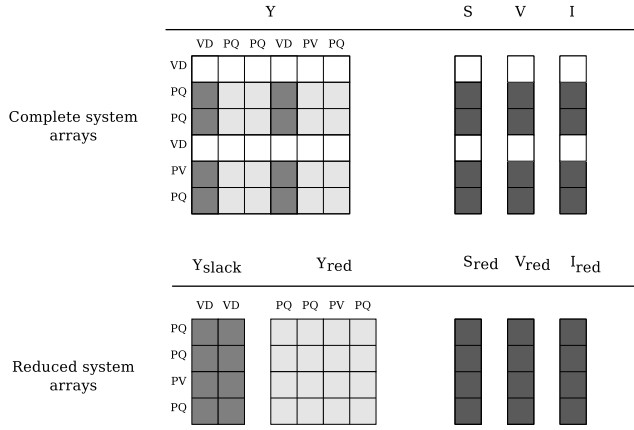 Y S V I
VD PQ PQ VD PV PQ
VD
PQ
PQ
VD
PV
PQ
Complete system
arrays
Yslack Yred Sred Vred Ired
VD VD PQ PQ PV PQ
PQ
PQ
PV
PQ
Reduced system
arrays